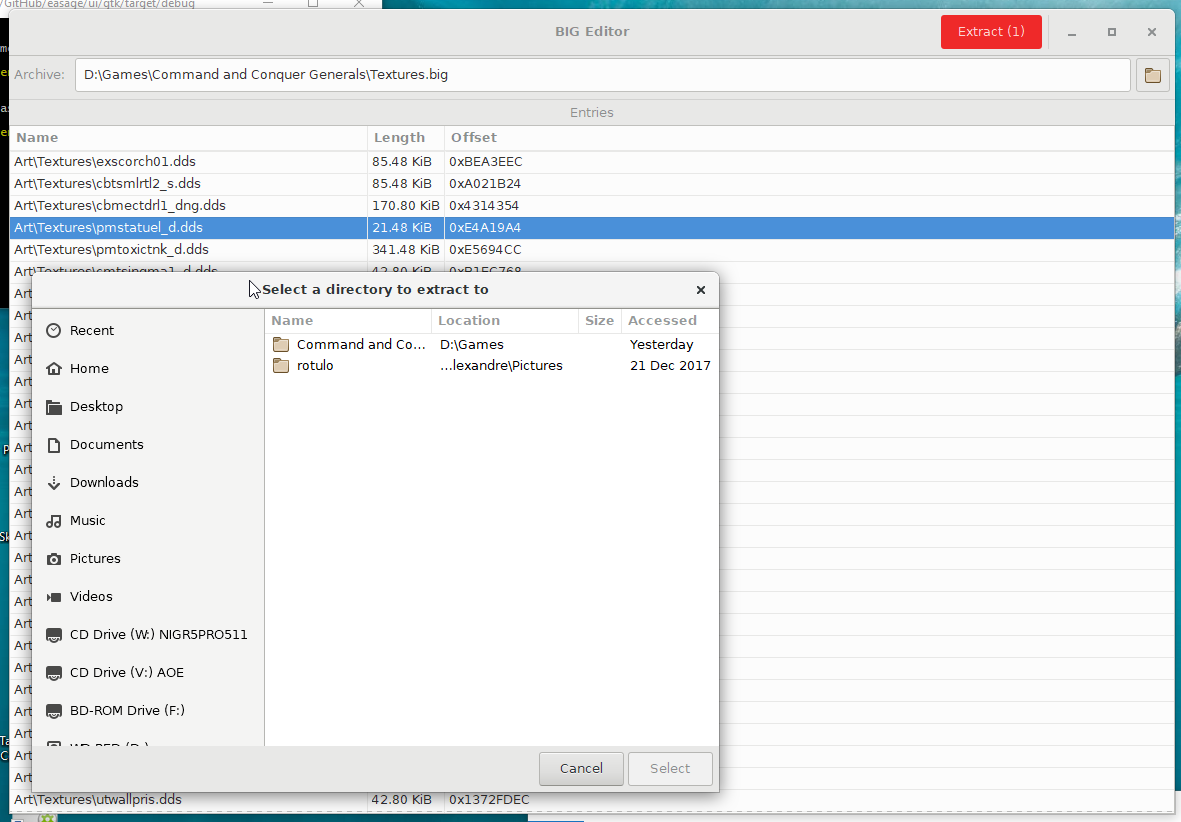 /GitHub/easage/ui/gtk/target/debug
BIG Editor
Extract (1)
Archive:
D:\Games\Command and Conquer Generals\Textures.big
Entries
Name Length Offset
Art\Textures\exscorch01.dds 85.48 KiB 0xBEA3EEC
Art\Textures\cbtsmlrtl2_s.dds 85.48 KiB 0xA021B24
Art\Textures\cbmectdrl1_dng.dds 170.80 KiB 0x4314354
Art\Textures\pmstatuel_d.dds 21.48 KiB 0xE4A19A4
Art\Textures\pmtoxictnk_d.dds 341.48 KiB 0xE5694CC
Select a directory to extract to
Recent
Home
Desktop
Documents
Downloads
Music
Pictures
Videos
CD Drive (W:) NIGR5PRO511
CD Drive (V:) AOE
BD-ROM Drive (F:)
Name Location Size Accessed
Command and Co... D:\Games Yesterday
rotulo ...lexandre\Pictures 21 Dec 2017
Cancel
Select
Art\Textures\utwallpris.dds 42.80 KiB 0x1372FDEC